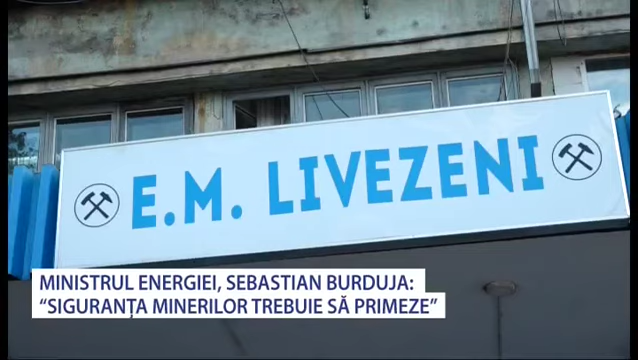 E.M. LIVEZENI
MINISTRUL ENERGIEI, SEBASTIAN BURDUJA:
“SIGURANȚA MINERILOR TREBUIE SĂ PRIMEZE”